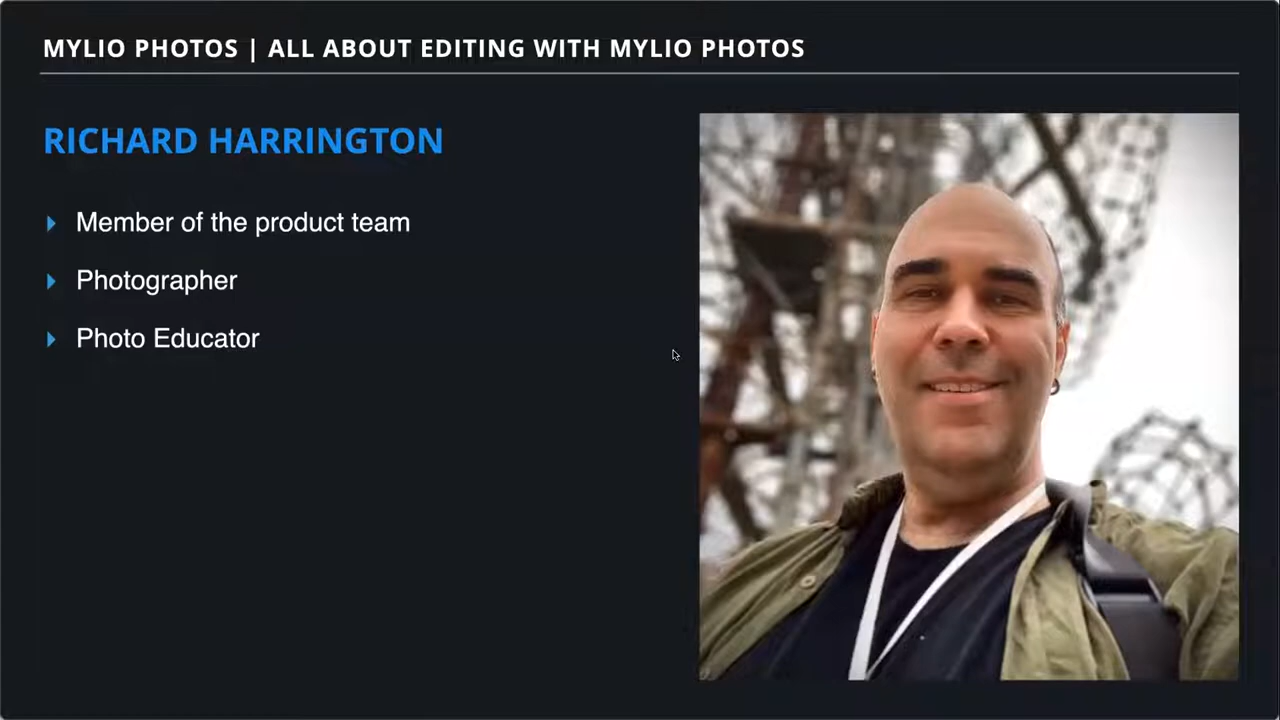 MYLIO PHOTOS | ALL ABOUT EDITING WITH MYLIO PHOTOS
RICHARD HARRINGTON
Member of the product team
Photographer
Photo Educator